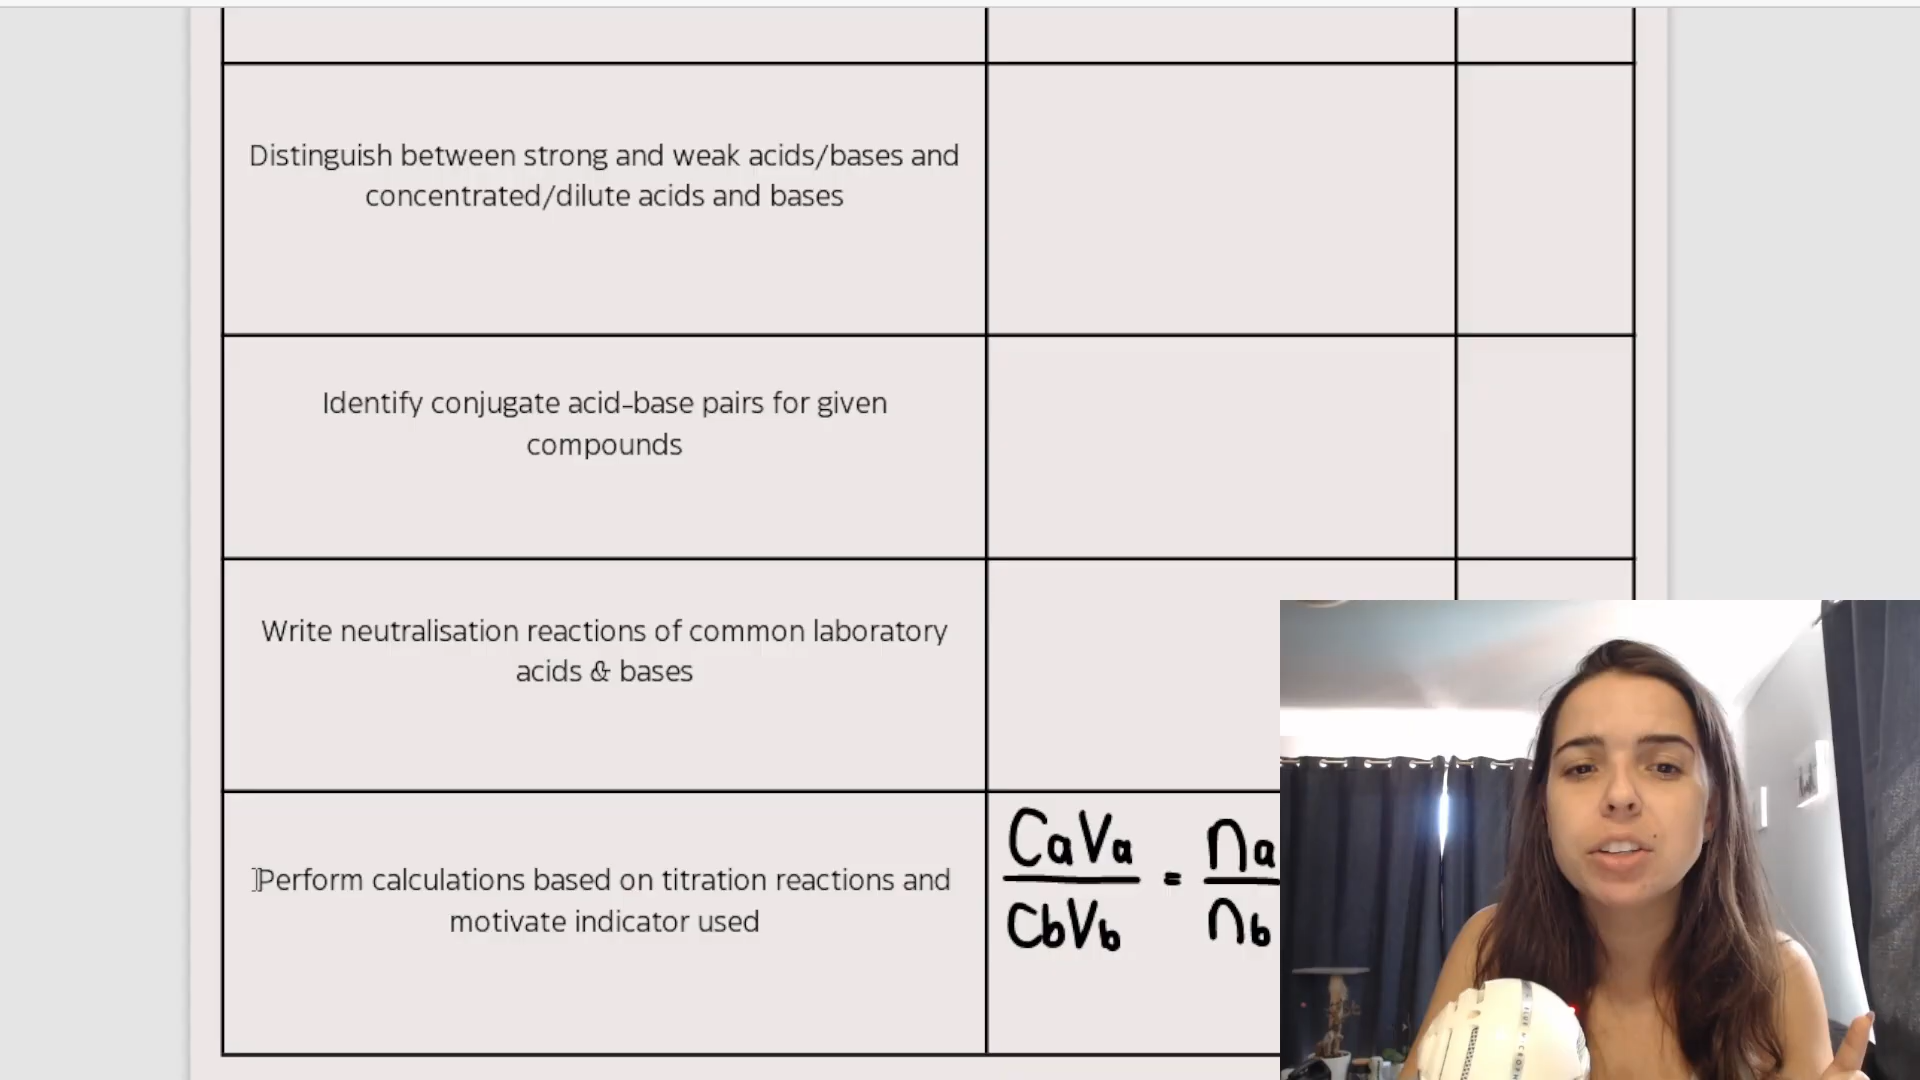 Distinguish between strong and weak acids/bases and
concentrated/dilute acids and bases
Identify conjugate acid-base pairs for given
compounds
Write neutralisation reactions of common laboratory
acids & bases
Perform calculations based on titration reactions and
motivate indicator used
CaVa = na
CbVb nb